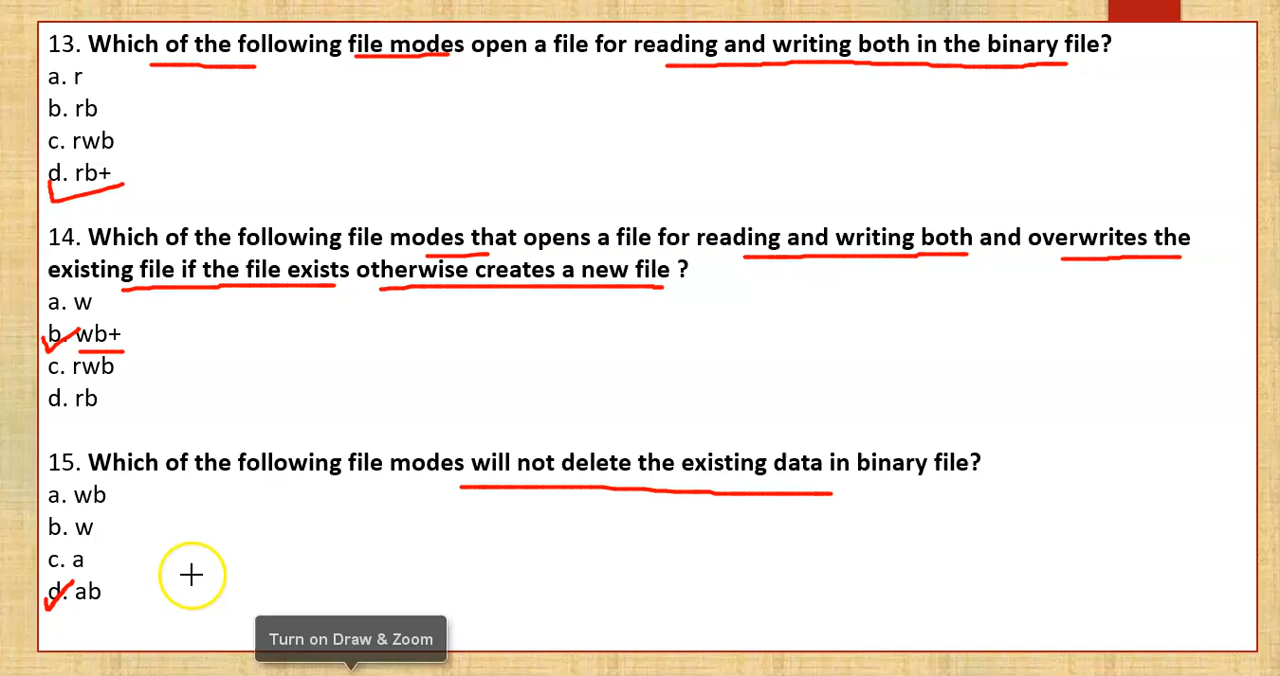 13. Which of the following file modes open a file for reading and writing both in the binary file?
a. r
b. rb
c. rwb
d. rb+
14. Which of the following file modes that opens a file for reading and writing both and overwrites the
existing file if the file exists otherwise creates a new file ?
a. w
b. wb+
c. rwb
d. rb
15. Which of the following file modes will not delete the existing data in binary file?
a. wb
b. w
c. a
d. ab
Turn on Draw & Zoom